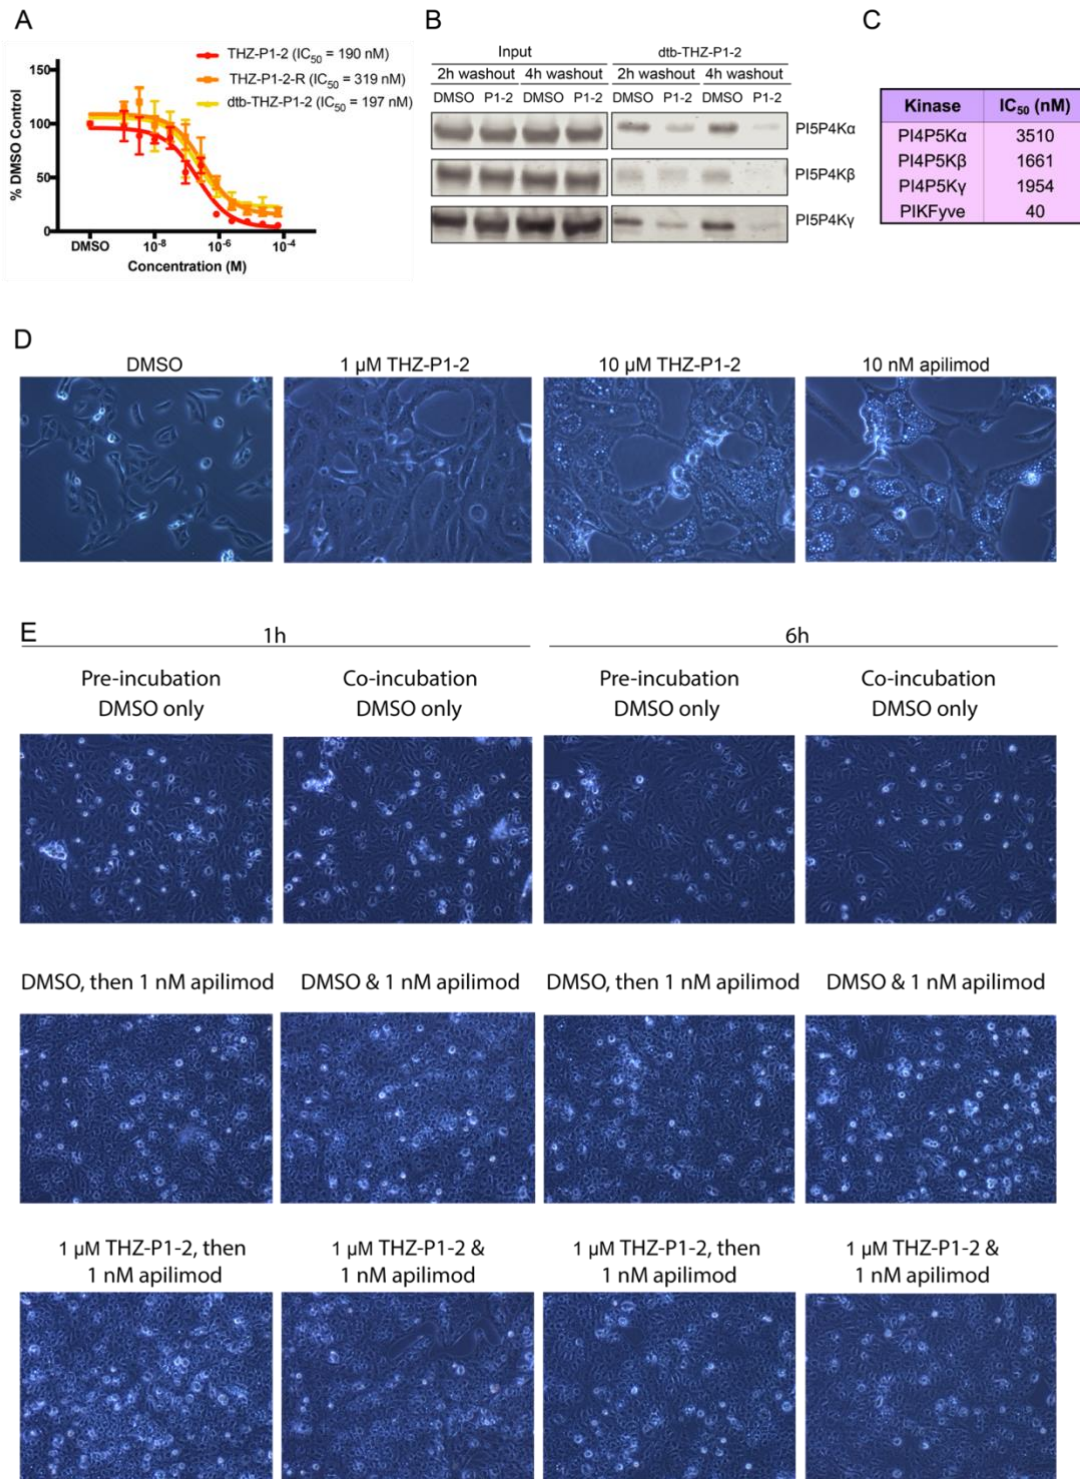 A
THZ-P1-2 (IC50 = 190 nM)
THZ-P1-2-R (IC50 = 319 nM)
dtb-THZ-P1-2 (IC50 = 197 nM)
150
100
50
0
% DMSO Control
DMSO
10-8
10-6
10-4
Concentration (M)
B
Input
dtb-THZ-P1-2
2h washout 4h washout 2h washout 4h washout
DMSO P1-2 DMSO P1-2 DMSO P1-2 DMSO P1-2
PI5P4Kα
PI5P4Kβ
PI5P4Kγ
C
Kinase IC50 (nM)
PI4P5Kα 3510
PI4P5Kβ 1661
PI4P5Kγ 1954
PIKFyve 40
D
DMSO
1 µM THZ-P1-2
10 µM THZ-P1-2
10 nM apilimod
E
1h
6h
Pre-incubation
DMSO only
Co-incubation
DMSO only
Pre-incubation
DMSO only
Co-incubation
DMSO only
DMSO, then 1 nM apilimod
DMSO & 1 nM apilimod
DMSO, then 1 nM apilimod
DMSO & 1 nM apilimod
1 µM THZ-P1-2, then
1 nM apilimod
1 µM THZ-P1-2 &
1 nM apilimod
1 µM THZ-P1-2, then
1 nM apilimod
1 µM THZ-P1-2 &
1 nM apilimod